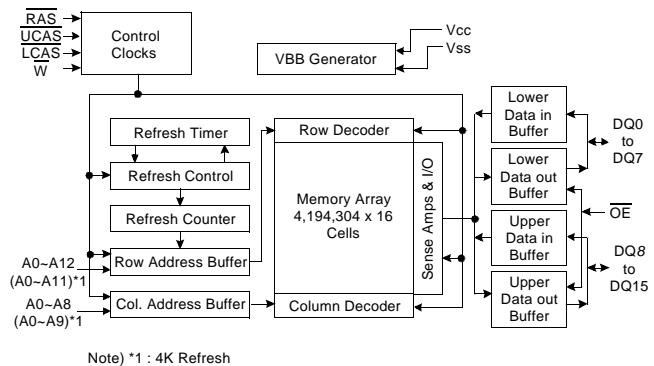 RAS
UCAS
LCAS
W
Control
Clocks
VBB Generator
Vcc
Vss
Refresh Timer
Refresh Control
Refresh Counter
Row Address Buffer
Col. Address Buffer
A0~A12
(A0~A11)*1
A0~A8
(A0~A9)*1
Row Decoder
Memory Array
4,194,304 x 16
Cells
Column Decoder
Sense Amps & I/O
Lower
Data in
Buffer
Lower
Data out
Buffer
Upper
Data in
Buffer
Upper
Data out
Buffer
DQ0
to
DQ7
OE
DQ8
to
DQ15
Note) *1 : 4K Refresh